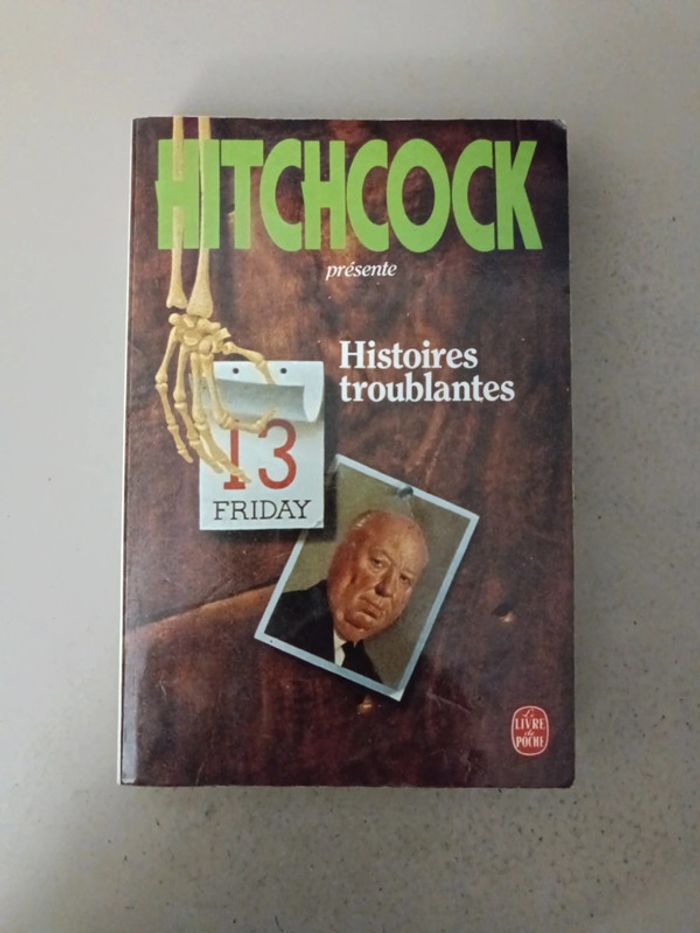 HITCHCOCK
présente
Histoires
troublantes
13
FRIDAY
Le
LIVRE
de
POCHE